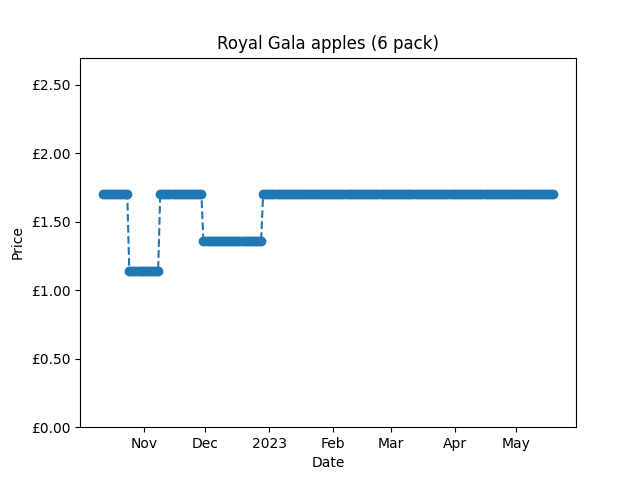 Royal Gala apples (6 pack)
£2.50
£2.00
£1.50
£1.00
£0.50
£0.00
Price
Nov Dec 2023 Feb Mar Apr May
Date